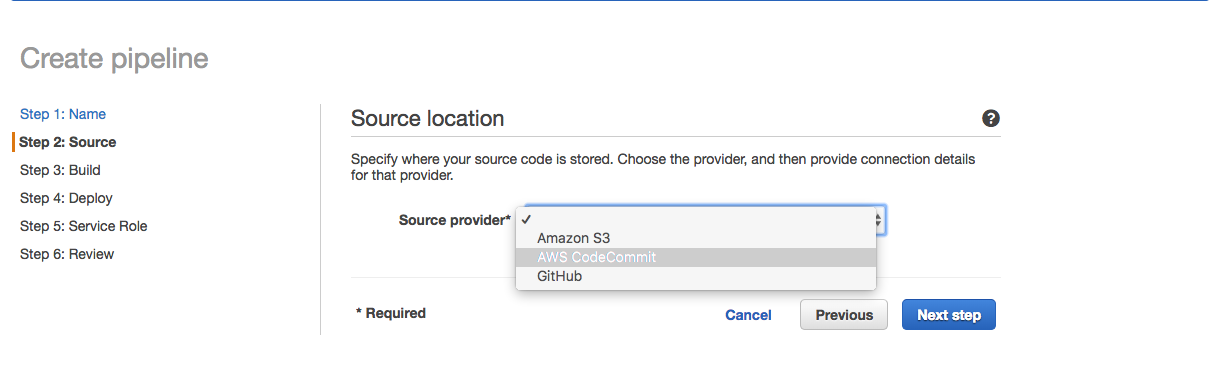 Create pipeline
Step 1: Name
Step 2: Source
Step 3: Build
Step 4: Deploy
Step 5: Service Role
Step 6: Review
Source location
?
Specify where your source code is stored. Choose the provider, and then provide connection details
for that provider.
Source provider*
✓
Amazon S3
AWS CodeCommit
GitHub
* Required
Cancel
Previous
Next step